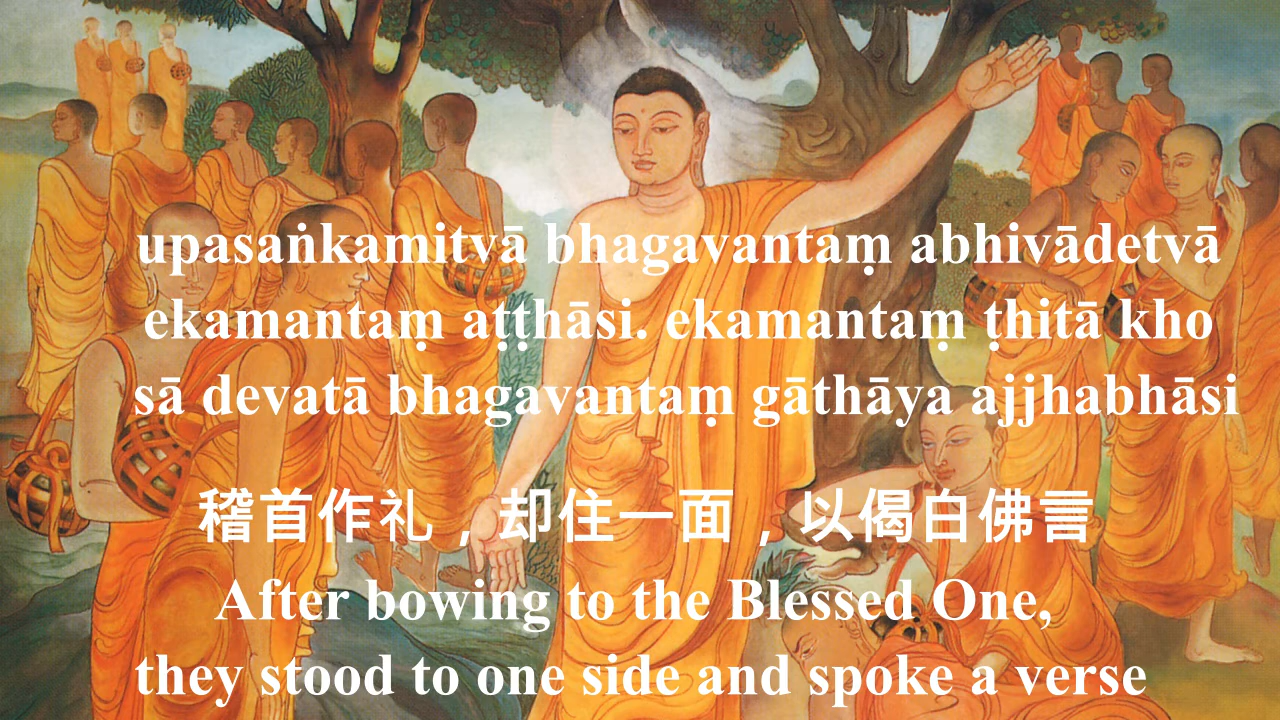 upasaṅkamitvā bhagavantaṃ abhivādetvā
ekamantaṃ aṭṭhāsi. ekamantaṃ ṭhitā kho
sā devatā bhagavantaṃ gāthāya ajjhabhāsi
稽首作礼，却住一面，以偈白佛言
After bowing to the Blessed One,
they stood to one side and spoke a verse